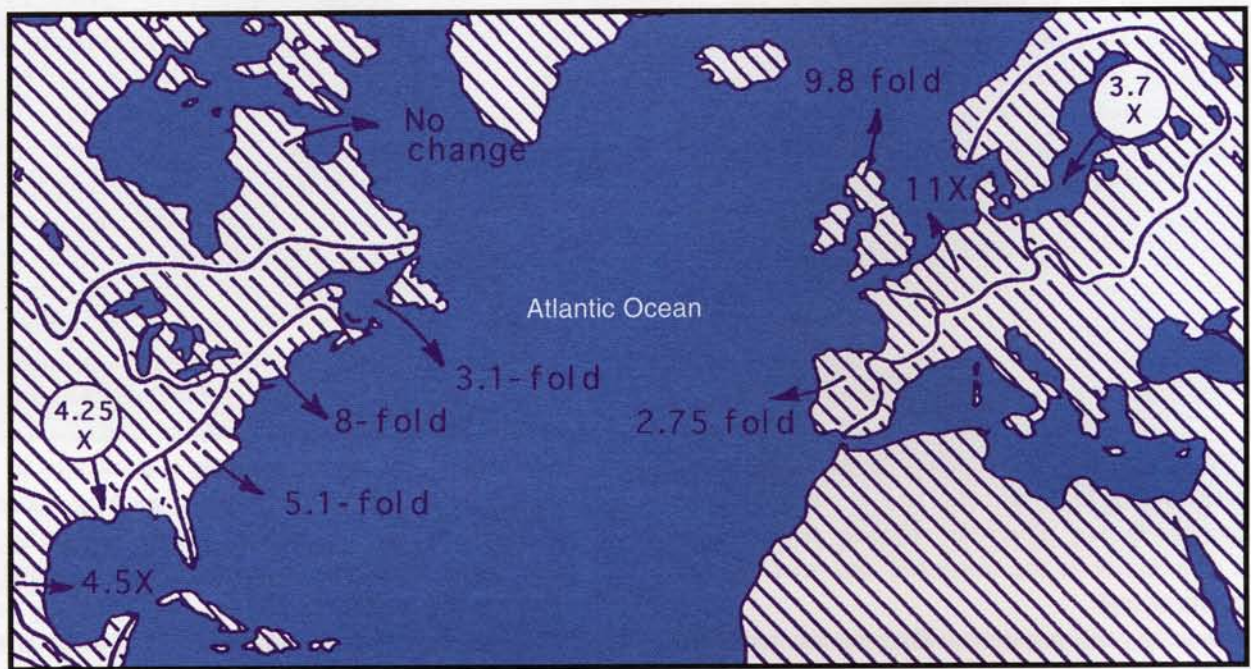 9.8 fold
3.7
X
No
change
11X
Atlantic Ocean
3.1-fold
4.25
X
8-fold
2.75 fold
5.1-fold
4.5X